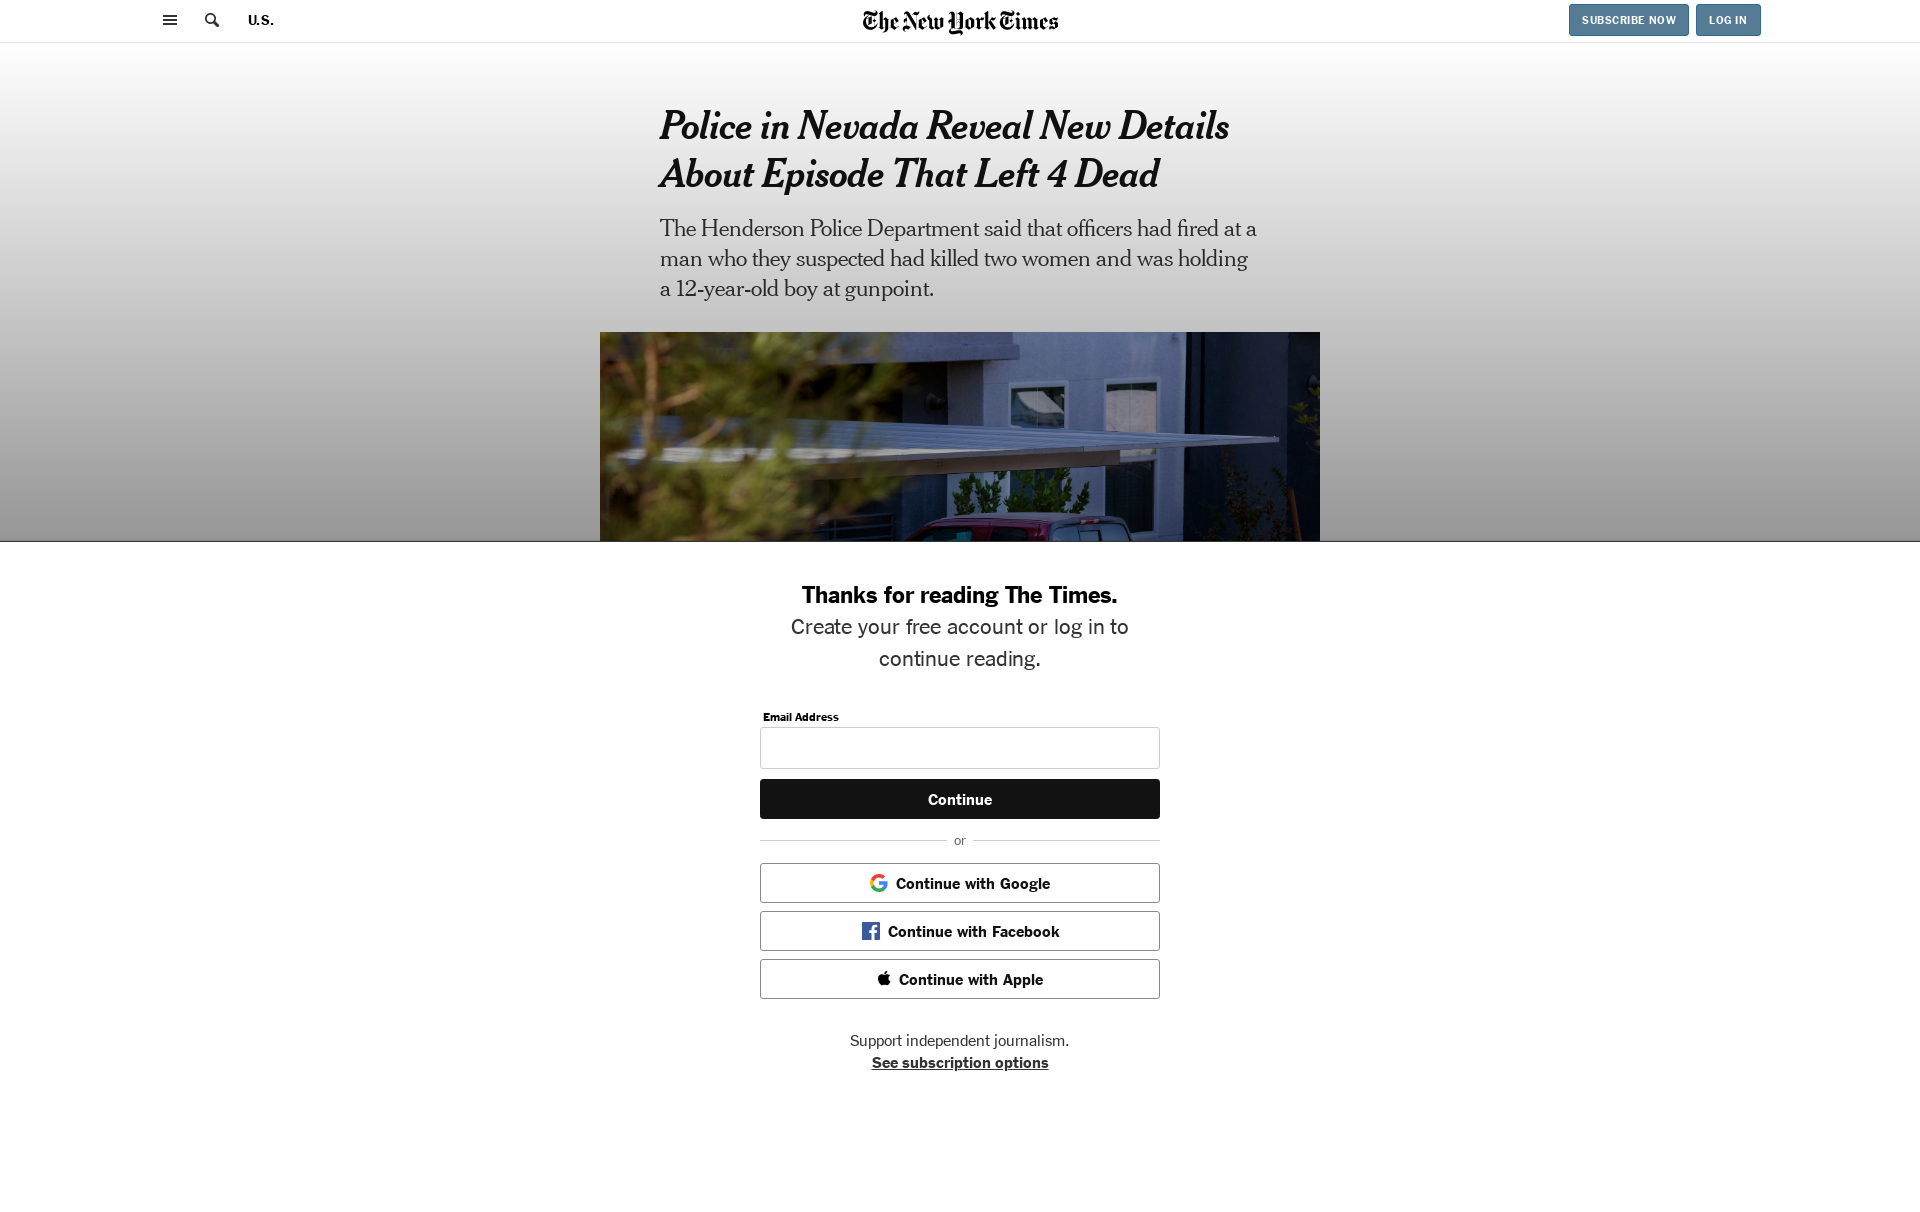 U.S.
The New York Times
SUBSCRIBE NOW
LOG IN
Police in Nevada Reveal New Details
About Episode That Left 4 Dead
The Henderson Police Department said that officers had fired at a
man who they suspected had killed two women and was holding
a 12-year-old boy at gunpoint.
Thanks for reading The Times.
Create your free account or log in to
continue reading.
Email Address
Continue
or
Continue with Google
Continue with Facebook
Continue with Apple
Support independent journalism.
See subscription options